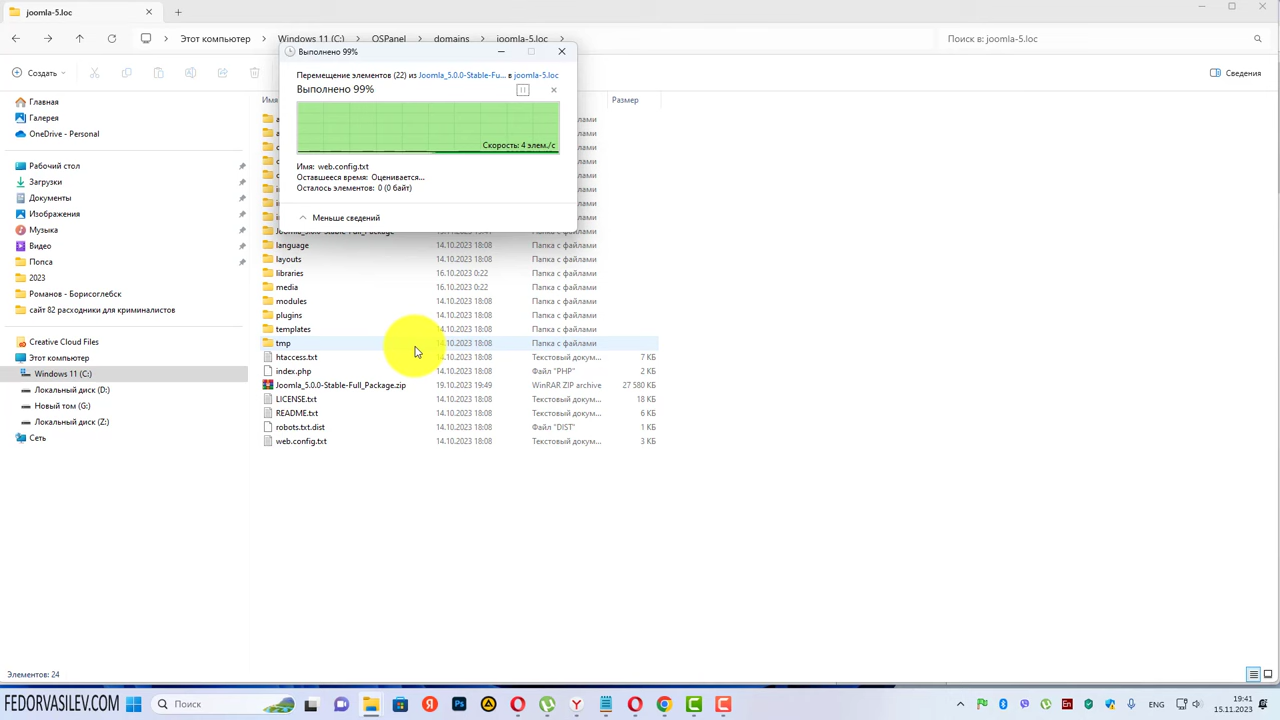 joomla-5.loc
Этот компьютер
Windows 11 (C:)
OSPanel
domains
joomla-5.loc
Поиск в: joomla-5.loc
Создать
Сведения
Выполнено 99%
Перемещение элементов (22) из Joomla_5.0.0-Stable-Fu... в joomla-5.loc
Выполнено 99%
Скорость: 4 элем./с
Имя: web.config.txt
Оставшееся время: Оценивается...
Осталось элементов: 0 (0 байт)
Меньше сведений
Главная
Галерея
OneDrive - Personal
Рабочий стол
Загрузки
Документы
Изображения
Музыка
Видео
Попса
2023
Романов - Борисоглебск
сайт 82 расходники для криминалистов
Creative Cloud Files
Этот компьютер
Windows 11 (C:)
Локальный диск (D:)
Новый том (G:)
Локальный диск (Z:)
Сеть
Размер
language 14.10.2023 18:08 Папка с файлами
layouts 14.10.2023 18:08 Папка с файлами
libraries 16.10.2023 0:22 Папка с файлами
media 16.10.2023 0:22 Папка с файлами
modules 14.10.2023 18:08 Папка с файлами
plugins 14.10.2023 18:08 Папка с файлами
templates 14.10.2023 18:08 Папка с файлами
tmp 14.10.2023 18:08 Папка с файлами
htaccess.txt 14.10.2023 18:08 Текстовый докум... 7 КБ
index.php 14.10.2023 18:08 Файл "PHP" 2 КБ
Joomla_5.0.0-Stable-Full_Package.zip 19.10.2023 19:49 WinRAR ZIP archive 27 580 КБ
LICENSE.txt 14.10.2023 18:08 Текстовый докум... 18 КБ
README.txt 14.10.2023 18:08 Текстовый докум... 6 КБ
robots.txt.dist 14.10.2023 18:08 Файл "DIST" 1 КБ
web.config.txt 14.10.2023 18:08 Текстовый докум... 3 КБ
Элементов: 24
FEDORVASILEV.COM
Поиск
ENG
19:41
15.11.2023